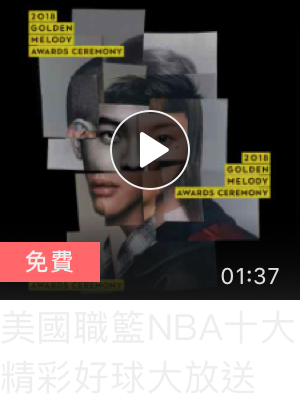 2018
GOLDEN
MELODY
AWARDS CEREMONY
2018
GOLDEN
MELODY
AWARDS CEREMONY
免費
AWARDS CEREMONY
01:37
美國職籃NBA十大
精彩好球大放送